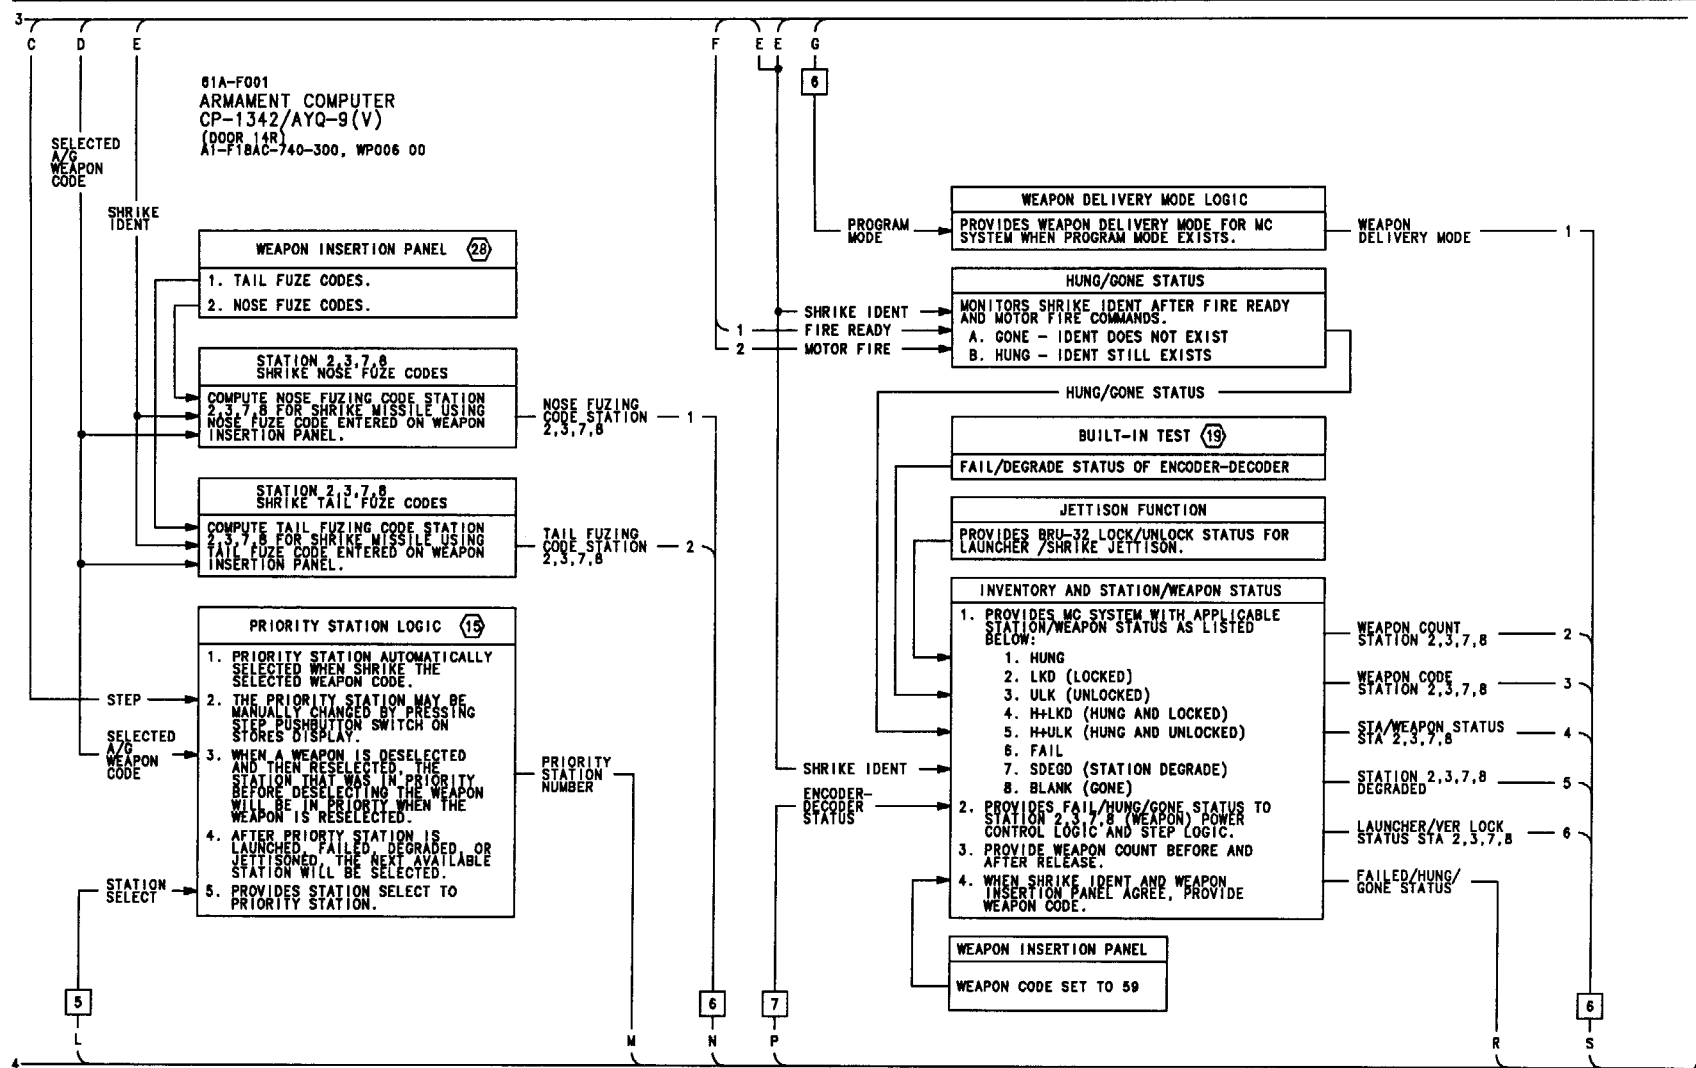 3
C
D
E
F
E
E
G
6
61A-F001
ARMAMENT COMPUTER
CP-1342/AYQ-9(V)
(DOOR 14R)
A1-F18AC-740-300, WP006 00
SELECTED
A/G
WEAPON
CODE
SHRIKE
IDENT
WEAPON INSERTION PANEL 28
1. TAIL FUZE CODES.
2. NOSE FUZE CODES.
STATION 2,3,7,8
SHRIKE NOSE FUZE CODES
COMPUTE NOSE FUZING CODE STATION
2,3,7,8 FOR SHRIKE MISSILE USING
NOSE FUZE CODE ENTERED ON WEAPON
INSERTION PANEL.
NOSE FUZING
CODE STATION
2,3,7,8
1
STATION 2,3,7,8
SHRIKE TAIL FUZE CODES
COMPUTE TAIL FUZING CODE STATION
2,3,7,8 FOR SHRIKE MISSILE USING
TAIL FUZE CODE ENTERED ON WEAPON
INSERTION PANEL.
TAIL FUZING
CODE STATION
2,3,7,8
2
PRIORITY STATION LOGIC 15
1. PRIORITY STATION AUTOMATICALLY
SELECTED WHEN SHRIKE THE
SELECTED WEAPON CODE.
2. THE PRIORITY STATION MAY BE
MANUALLY CHANGED BY PRESSING
STEP PUSHBUTTON SWITCH ON
STORES DISPLAY.
3. WHEN A WEAPON IS DESELECTED
AND THEN RESELECTED, THE
STATION THAT WAS IN PRIORITY
BEFORE DESELECTING THE WEAPON
WILL BE IN PRIORTY WHEN THE
WEAPON IS RESELECTED.
4. AFTER PRIORTY STATION IS
LAUNCHED, FAILED, DEGRADED, OR
JETTISONED, THE NEXT AVAILABLE
STATION WILL BE SELECTED.
5. PROVIDES STATION SELECT TO
PRIORITY STATION.
STEP
SELECTED
A/G
WEAPON
CODE
STATION
SELECT
PRIORITY
STATION
NUMBER
5
L
M
6
N
7
P
PROGRAM
MODE
WEAPON DELIVERY MODE LOGIC
PROVIDES WEAPON DELIVERY MODE FOR MC
SYSTEM WHEN PROGRAM MODE EXISTS.
WEAPON
DELIVERY MODE
1
HUNG/GONE STATUS
MONITORS SHRIKE IDENT AFTER FIRE READY
AND MOTOR FIRE COMMANDS.
A. GONE - IDENT DOES NOT EXIST
B. HUNG - IDENT STILL EXISTS
SHRIKE IDENT
1 FIRE READY
2 MOTOR FIRE
HUNG/GONE STATUS
BUILT-IN TEST 19
FAIL/DEGRADE STATUS OF ENCODER-DECODER
JETTISON FUNCTION
PROVIDES BRU-32 LOCK/UNLOCK STATUS FOR
LAUNCHER /SHRIKE JETTISON.
INVENTORY AND STATION/WEAPON STATUS
1. PROVIDES MC SYSTEM WITH APPLICABLE
STATION/WEAPON STATUS AS LISTED
BELOW:
1. HUNG
2. LKD (LOCKED)
3. ULK (UNLOCKED)
4. H+LKD (HUNG AND LOCKED)
5. H+ULK (HUNG AND UNLOCKED)
6. FAIL
7. SDEGD (STATION DEGRADE)
8. BLANK (GONE)
2. PROVIDES FAIL/HUNG/GONE STATUS TO
STATION 2,3,7,8 (WEAPON) POWER
CONTROL LOGIC AND STEP LOGIC.
3. PROVIDE WEAPON COUNT BEFORE AND
AFTER RELEASE.
4. WHEN SHRIKE IDENT AND WEAPON
INSERTION PANEL AGREE, PROVIDE
WEAPON CODE.
SHRIKE IDENT
ENCODER-
DECODER
STATUS
WEAPON COUNT
STATION 2,3,7,8
2
WEAPON CODE
STATION 2,3,7,8
3
STA/WEAPON STATUS
STA 2,3,7,8
4
STATION 2,3,7,8
DEGRADED
5
LAUNCHER/VER LOCK
STATUS STA 2,3,7,8
6
FAILED/HUNG/
GONE STATUS
WEAPON INSERTION PANEL
WEAPON CODE SET TO 59
R
6
S
4